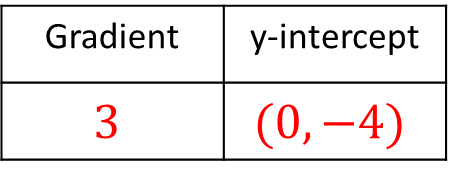 Gradient y-intercept
3 (0, −4)